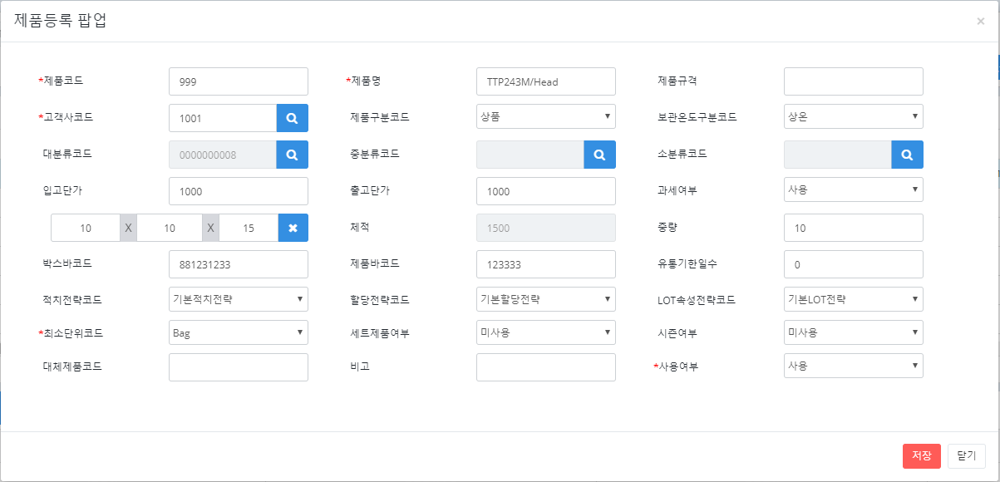 제품등록 팝업 ×
*제품코드 999 *제품명 TTP243M/Head 제품규격
*고객사코드 1001 제품구분코드 상품 보관온도구분코드 상온
대분류코드 0000000008 중분류코드 소분류코드
입고단가 1000 출고단가 1000 과세여부 사용
10 X 10 X 15 체적 1500 중량 10
박스바코드 881231233 제품바코드 123333 유통기한일수 0
적치전략코드 기본적치전략 할당전략코드 기본할당전략 LOT속성전략코드 기본LOT전략
*최소단위코드 Bag 세트제품여부 미사용 시즌여부 미사용
대체제품코드 비고 *사용여부 사용
저장 닫기